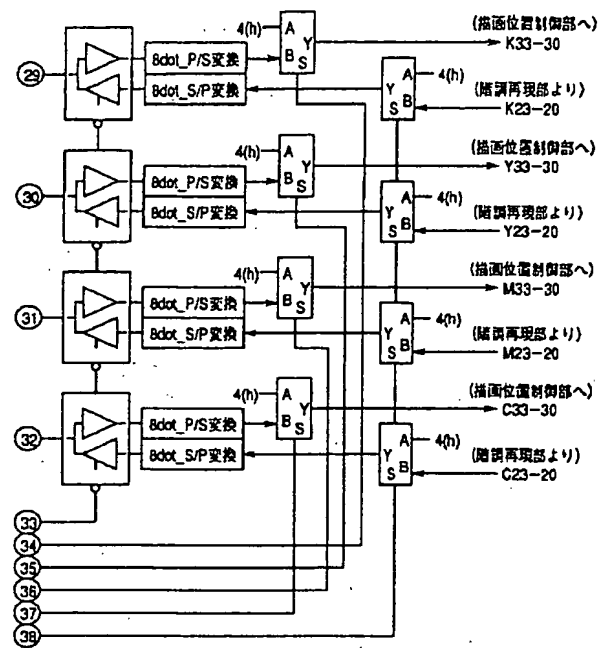 4(h) A (描画位置制御部へ)
Y K33-30
29 8dot_P/S変換 B S A 4(h)
8dot_S/P変換 Y (階調再現部より)
S B K23-20
4(h) A (描画位置制御部へ)
Y Y33-30
30 8dot_P/S変換 B S A 4(h)
8dot_S/P変換 Y (階調再現部より)
S B Y23-20
4(h) A (描画位置制御部へ)
Y M33-30
31 8dot_P/S変換 B S A 4(h)
8dot_S/P変換 Y (階調再現部より)
S B M23-20
4(h) A (描画位置制御部へ)
Y C33-30
32 8dot_P/S変換 B S A 4(h)
8dot_S/P変換 Y (階調再現部より)
S B C23-20
33
34
35
36
37
38